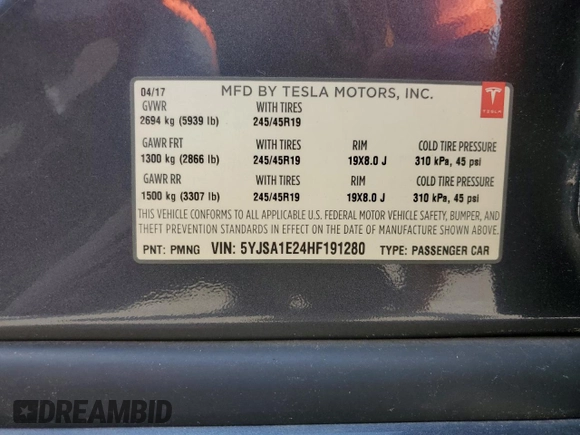 04/17 MFD BY TESLA MOTORS, INC.
GVWR WITH TIRES
2694 kg (5939 lb) 245/45R19
TESLA
GAWR FRT WITH TIRES RIM COLD TIRE PRESSURE
1300 kg (2866 lb) 245/45R19 19X8.0 J 310 kPa, 45 psi
GAWR RR WITH TIRES RIM COLD TIRE PRESSURE
1500 kg (3307 lb) 245/45R19 19X8.0 J 310 kPa, 45 psi
THIS VEHICLE CONFORMS TO ALL APPLICABLE U.S. FEDERAL MOTOR VEHICLE SAFETY, BUMPER, AND
THEFT PREVENTION STANDARDS IN EFFECT ON THE DATE OF MANUFACTURE SHOWN ABOVE.
PNT: PMNG VIN: 5YJSA1E24HF191280 TYPE: PASSENGER CAR
DREAMBID